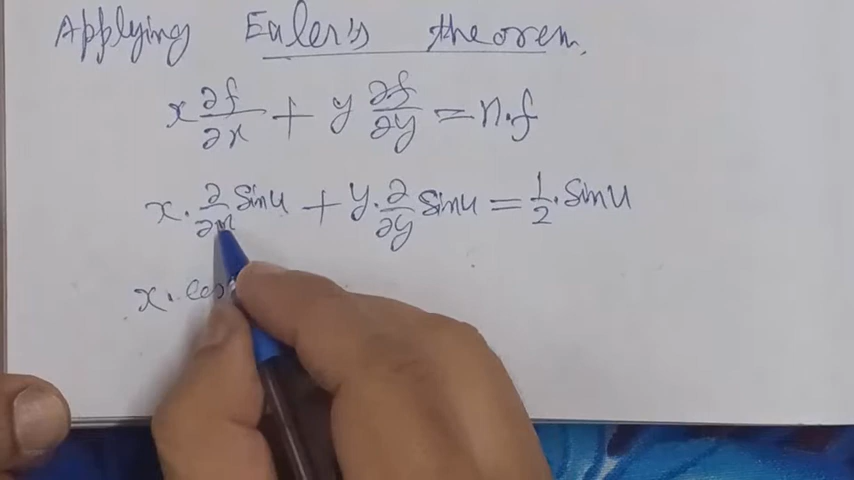 Applying Euler's theorem.
x ∂f/∂x + y ∂f/∂y = n.f
x. ∂/∂x sinu + y. ∂/∂y sinu = 1/2 . sinu
x. cos